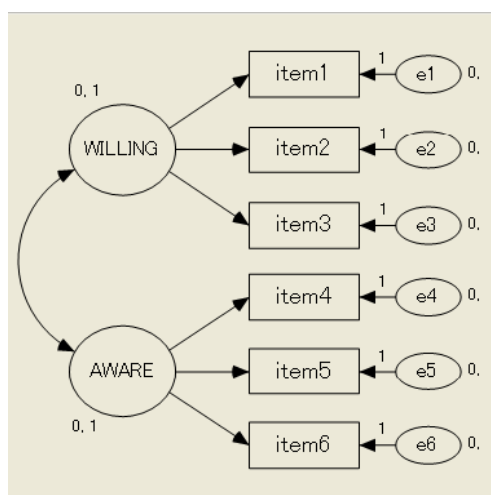 0, 1
WILLING
item1
1
e1
0,
item2
1
e2
0,
item3
1
e3
0,
item4
1
e4
0,
AWARE
0, 1
item5
1
e5
0,
item6
1
e6
0,